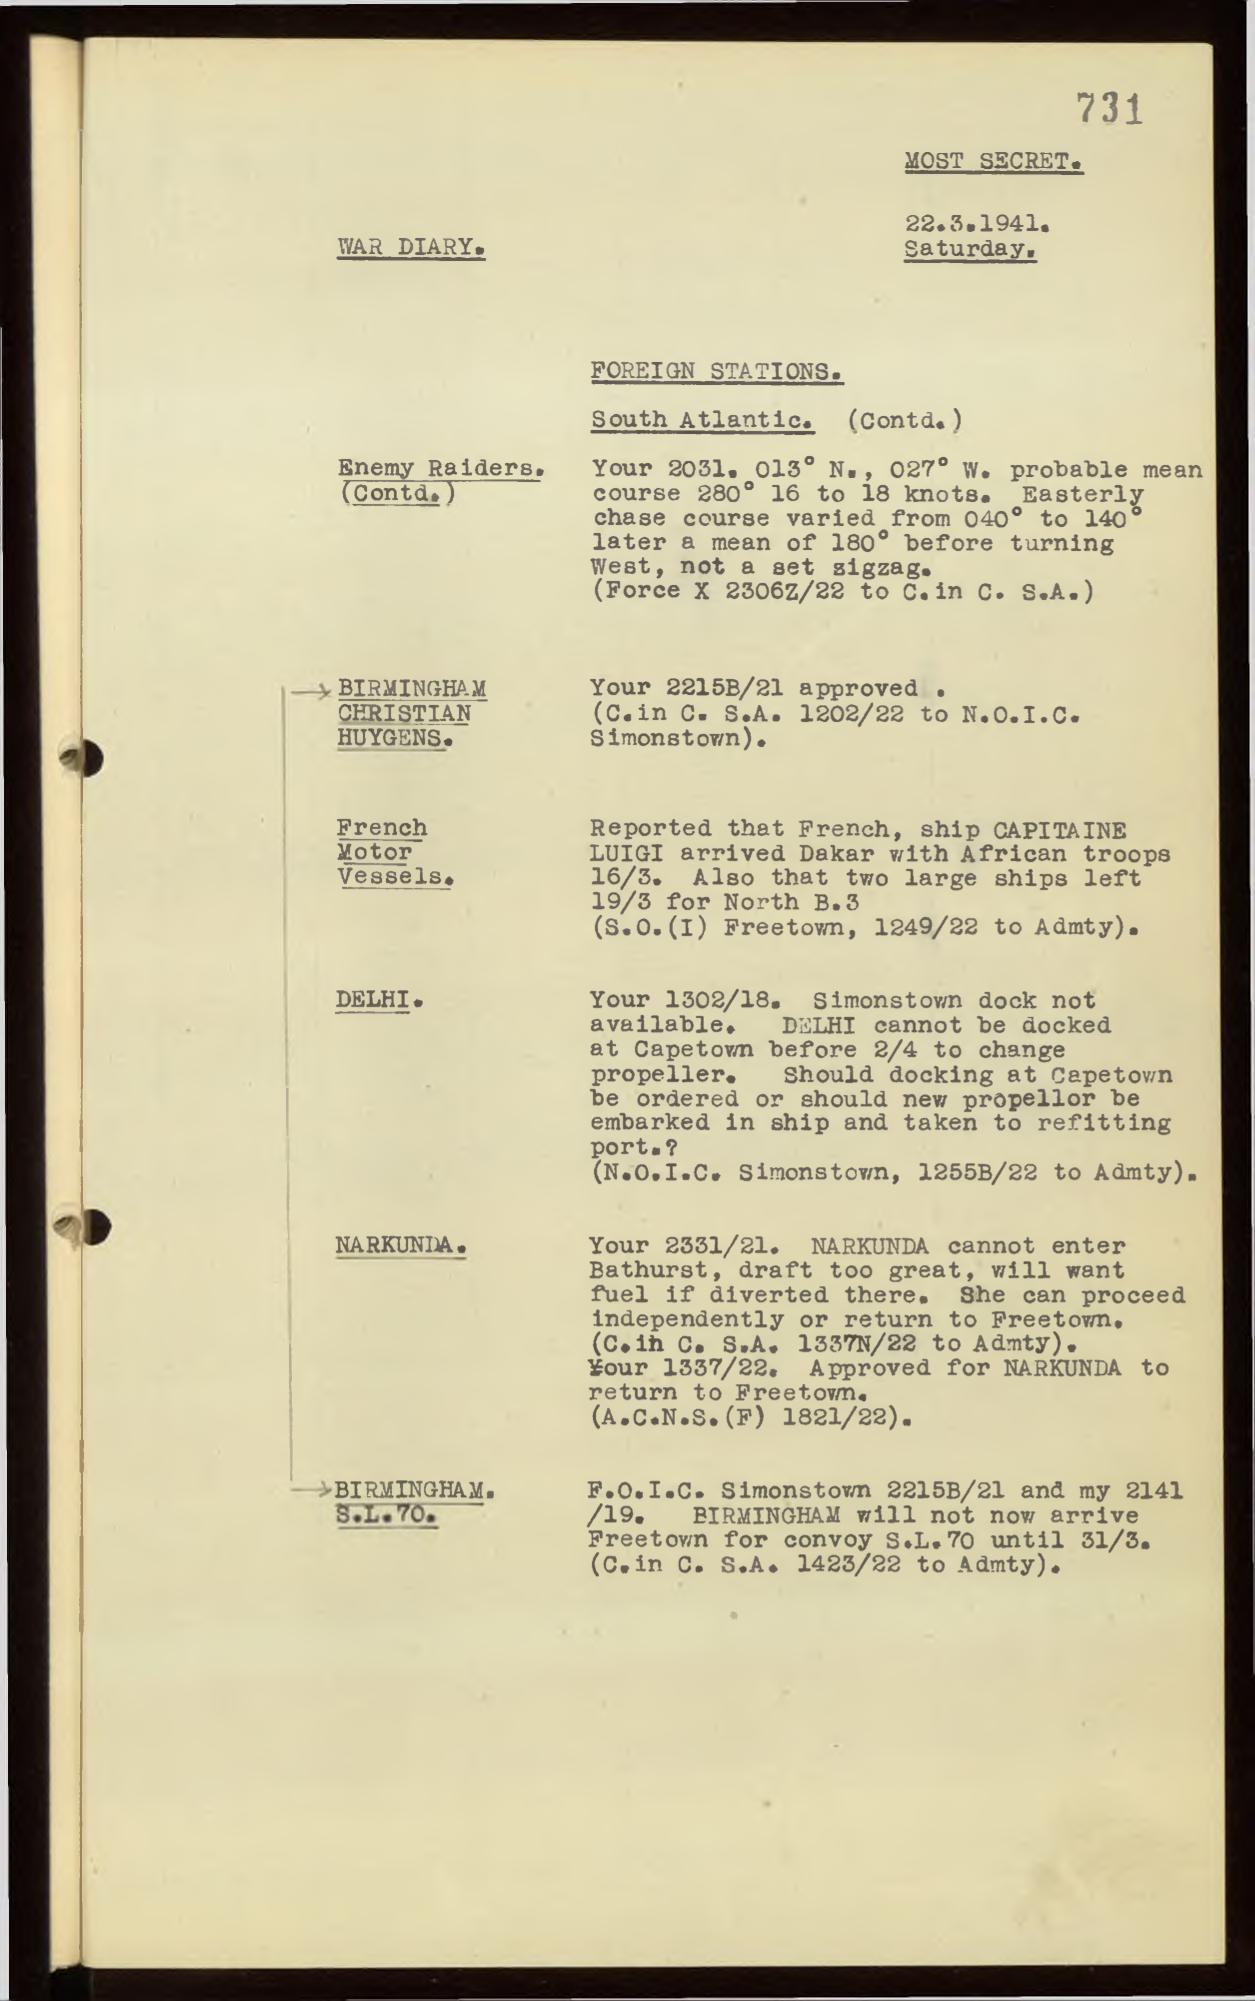 731
MOST SECRET.
22.3.1941.
Saturday.
WAR DIARY.
FOREIGN STATIONS.
South Atlantic. (Contd.)
Enemy Raiders.
(Contd.)
Your 2031. 013° N., 027° W. probable mean
course 280° 16 to 18 knots. Easterly
chase course varied from 040° to 140°
later a mean of 180° before turning
West, not a set zigzag.
(Force X 2306Z/22 to C.in C. S.A.)
BIRMINGHAM
CHRISTIAN
HUYGENS.
Your 2215B/21 approved .
(C.in C. S.A. 1202/22 to N.O.I.C.
Simonstown).
French
Motor
Vessels.
Reported that French, ship CAPITAINE
LUIGI arrived Dakar with African troops
16/3. Also that two large ships left
19/3 for North B.3
(S.O.(I) Freetown, 1249/22 to Admty).
DELHI.
Your 1302/18. Simonstown dock not
available. DELHI cannot be docked
at Capetown before 2/4 to change
propeller. Should docking at Capetown
be ordered or should new propellor be
embarked in ship and taken to refitting
port.?
(N.O.I.C. Simonstown, 1255B/22 to Admty).
NARKUNDA.
Your 2331/21. NARKUNDA cannot enter
Bathurst, draft too great, will want
fuel if diverted there. She can proceed
independently or return to Freetown.
(C.in C. S.A. 1337N/22 to Admty).
Your 1337/22. Approved for NARKUNDA to
return to Freetown.
(A.C.N.S.(F) 1821/22).
BIRMINGHAM.
S.L.70.
F.O.I.C. Simonstown 2215B/21 and my 2141
/19. BIRMINGHAM will not now arrive
Freetown for convoy S.L.70 until 31/3.
(C.in C. S.A. 1423/22 to Admty).